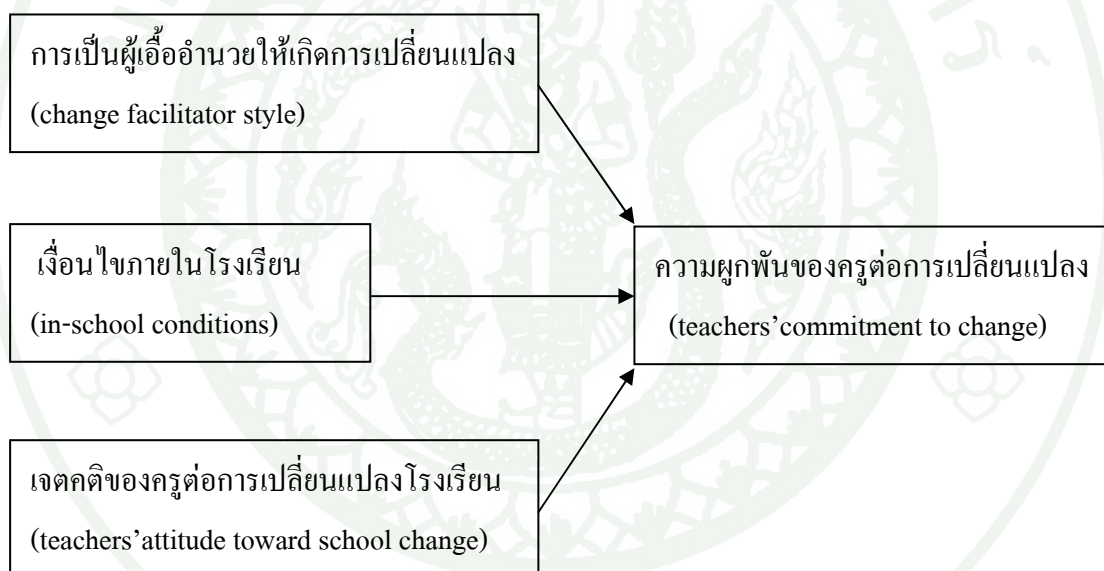 การเป็นผู้เอื้ออำนวยให้เกิดการเปลี่ยนแปลง
(change facilitator style)
เงื่อนไขภายในโรงเรียน
(in-school conditions)
ความผูกพันของครูต่อการเปลี่ยนแปลง
(teachers’commitment to change)
เจตคติของครูต่อการเปลี่ยนแปลงโรงเรียน
(teachers’attitude toward school change)